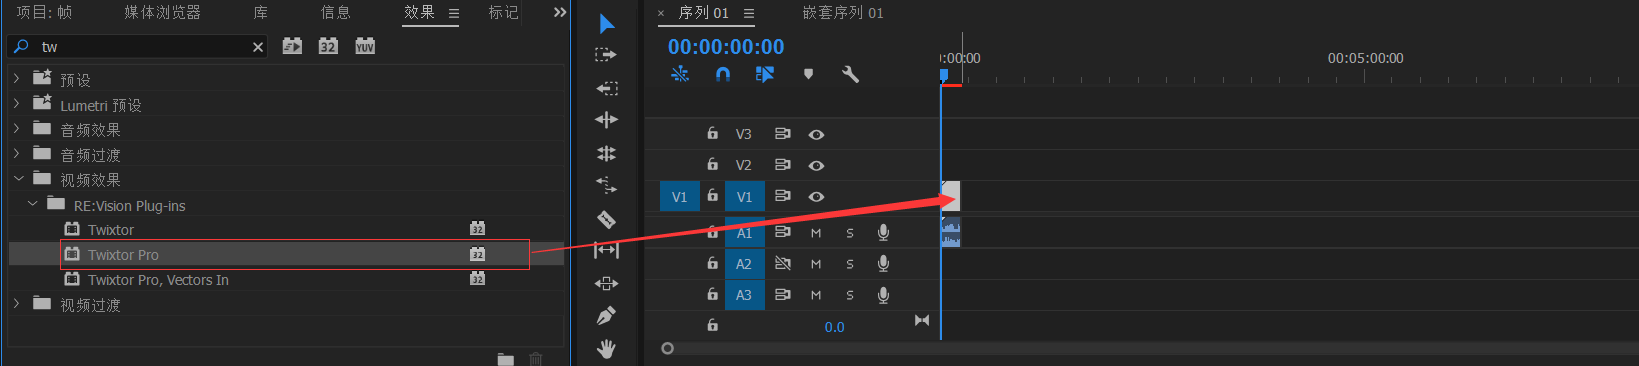 项目: 帧
媒体浏览器
库
信息
效果
标记
tw
32
YUV
预设
Lumetri 预设
音频效果
音频过渡
视频效果
RE:Vision Plug-ins
Twixtor
32
Twixtor Pro
32
Twixtor Pro, Vectors In
32
视频过渡
序列 01
嵌套序列 01
00:00:00:00
:00:00
00:05:00:00
V3
V2
V1
V1
A1
M
S
A2
M
S
A3
M
S
0.0